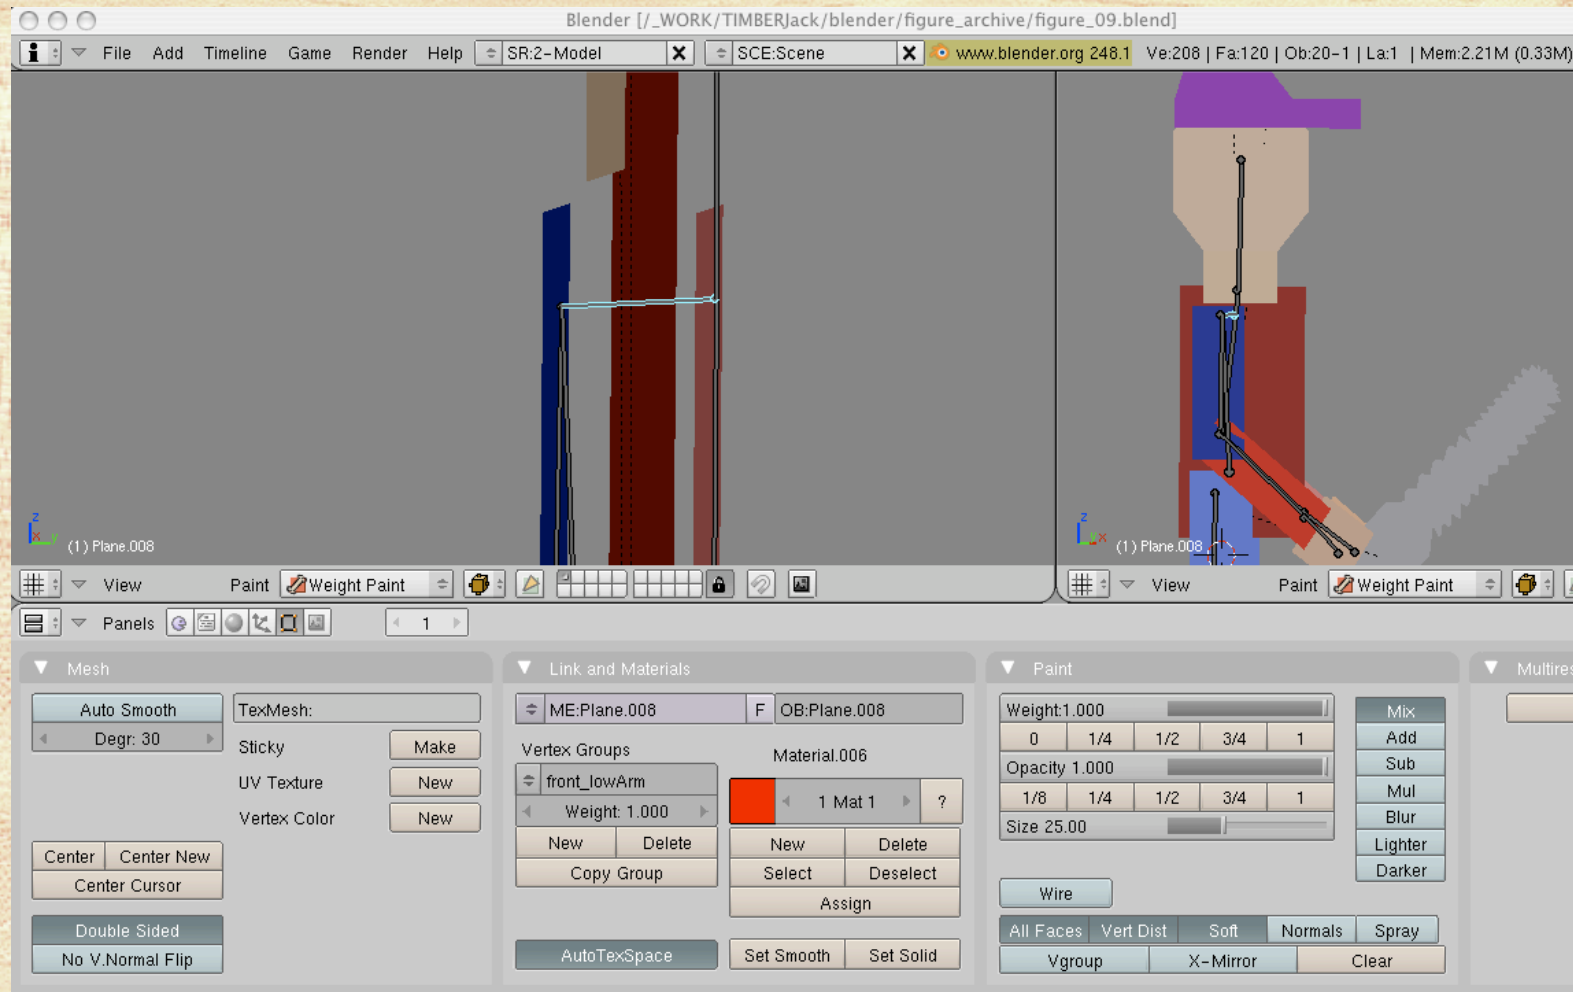 Blender [/_WORK/TIMBERJack/blender/figure_archive/figure_09.blend]
File Add Timeline Game Render Help SR:2-Model X SCE:Scene X www.blender.org 248.1 Ve:208 | Fa:120 | Ob:20-1 | La:1 | Mem:2.21M (0.33M)
z
x y
(1) Plane.008
z
x
(1) Plane.008
View Paint Weight Paint
View Paint Weight Paint
Panels 1
Mesh
Auto Smooth
Degr: 30
TexMesh:
Sticky Make
UV Texture New
Vertex Color New
Center Center New
Center Cursor
Double Sided
No V.Normal Flip
Link and Materials
ME:Plane.008 F OB:Plane.008
Vertex Groups
front_lowArm
Weight: 1.000
New Delete
Copy Group
AutoTexSpace
Material.006
1 Mat 1 ?
New Delete
Select Deselect
Assign
Set Smooth Set Solid
Paint
Weight:1.000
0 1/4 1/2 3/4 1
Opacity 1.000
1/8 1/4 1/2 3/4 1
Size 25.00
Wire
Mix
Add
Sub
Mul
Blur
Lighter
Darker
All Faces Vert Dist Soft Normals Spray
Vgroup X-Mirror Clear
Multires